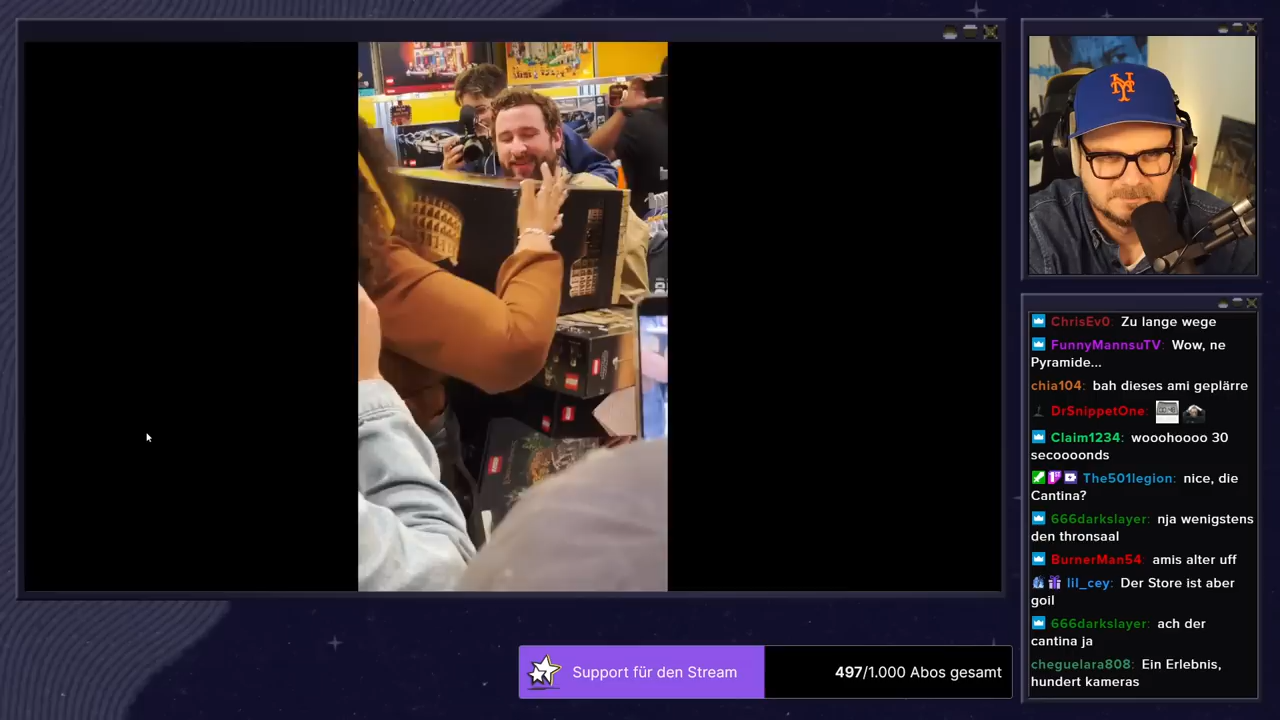 ChrisEv0: Zu lange wege
FunnyMannsuTV: Wow, ne
Pyramide...
chia104: bah dieses ami geplärre
DrSnippetOne:
Claim1234: wooohoooo 30
secoooonds
The501legion: nice, die
Cantina?
666darkslayer: nja wenigstens
den thronsaal
BurnerMan54: amis alter uff
lil_cey: Der Store ist aber
goil
666darkslayer: ach der
cantina ja
cheguelara808: Ein Erlebnis,
hundert kameras
Support für den Stream
497/1.000 Abos gesamt